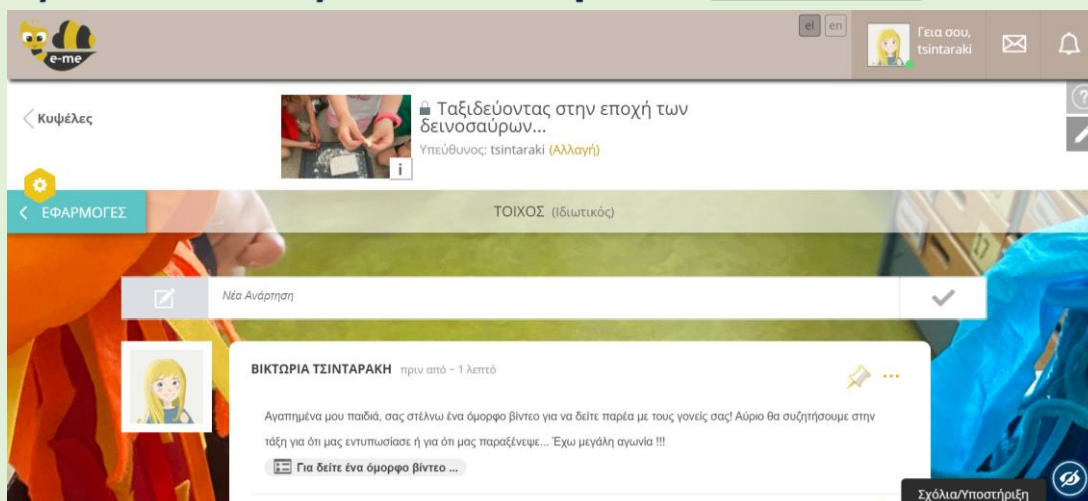 e-me
el en
Γεια σου,
tsintaraki
Κυψέλες
Ταξιδεύοντας στην εποχή των
δεινοσαύρων...
Υπεύθυνος: tsintaraki (Αλλαγή)
i
?
ΕΦΑΡΜΟΓΕΣ
ΤΟΙΧΟΣ (Ιδιωτικός)
17
Νέα Ανάρτηση
ΒΙΚΤΩΡΙΑ ΤΣΙΝΤΑΡΑΚΗ πριν από ~ 1 λεπτό
Αγαπημένα μου παιδιά, σας στέλνω ένα όμορφο βίντεο για να δείτε παρέα με τους γονείς σας! Αύριο θα συζητήσουμε στην
τάξη για ότι μας εντυπωσίασε ή για ότι μας παραξένεψε... Έχω μεγάλη αγωνία !!!
Για δείτε ένα όμορφο βίντεο ...
Σχόλια/Υποστήριξη